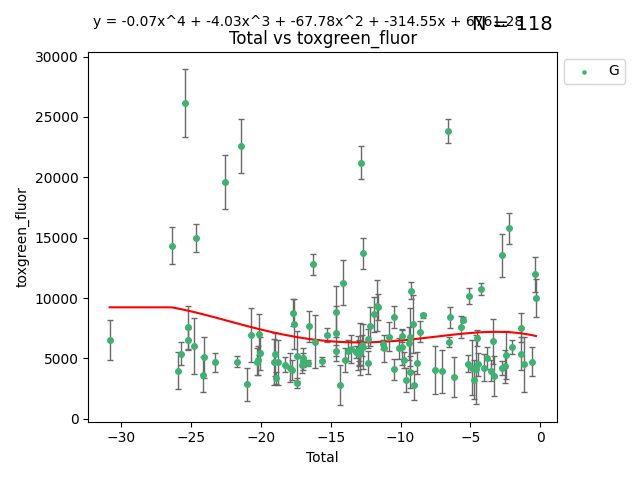 y = -0.07x^4 + -4.03x^3 + -67.78x^2 + -314.55x + 6761.28
N = 118
Total vs toxgreen_fluor
G
30000
25000
20000
15000
10000
5000
0
toxgreen_fluor
−30
−25
−20
−15
−10
−5
0
Total